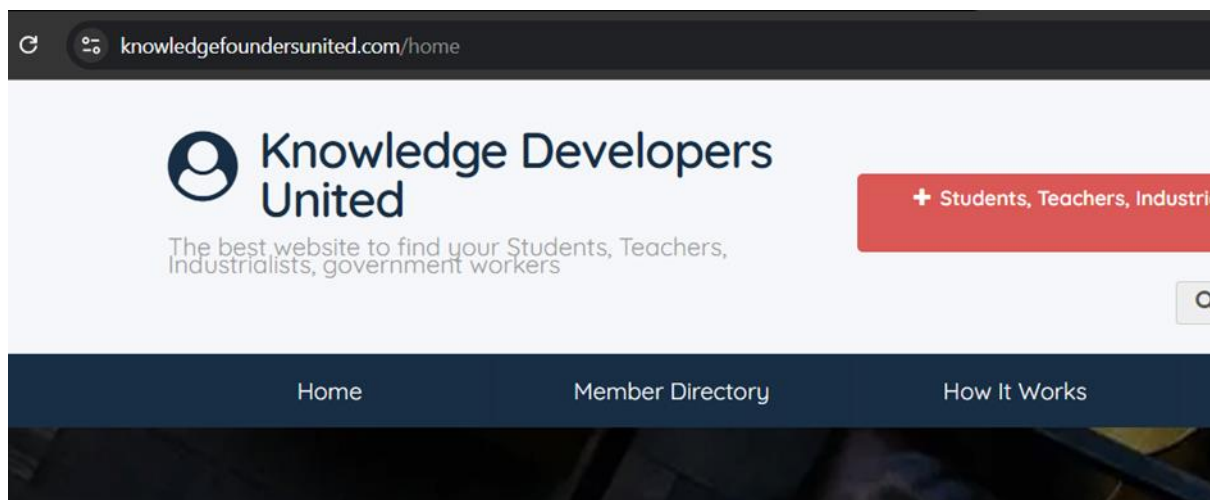 knowledgefoundersunited.com/home
Knowledge Developers
United
The best website to find your Students, Teachers,
Industrialists, government workers
+ Students, Teachers, Industri
Home Member Directory How It Works